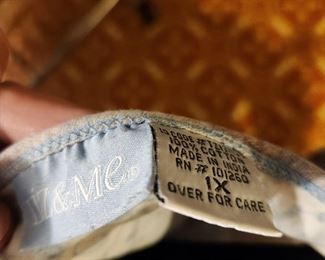 M&ME®
100% COTTON
MADE IN INDIA
RN # 101260
1X
OVER FOR CARE